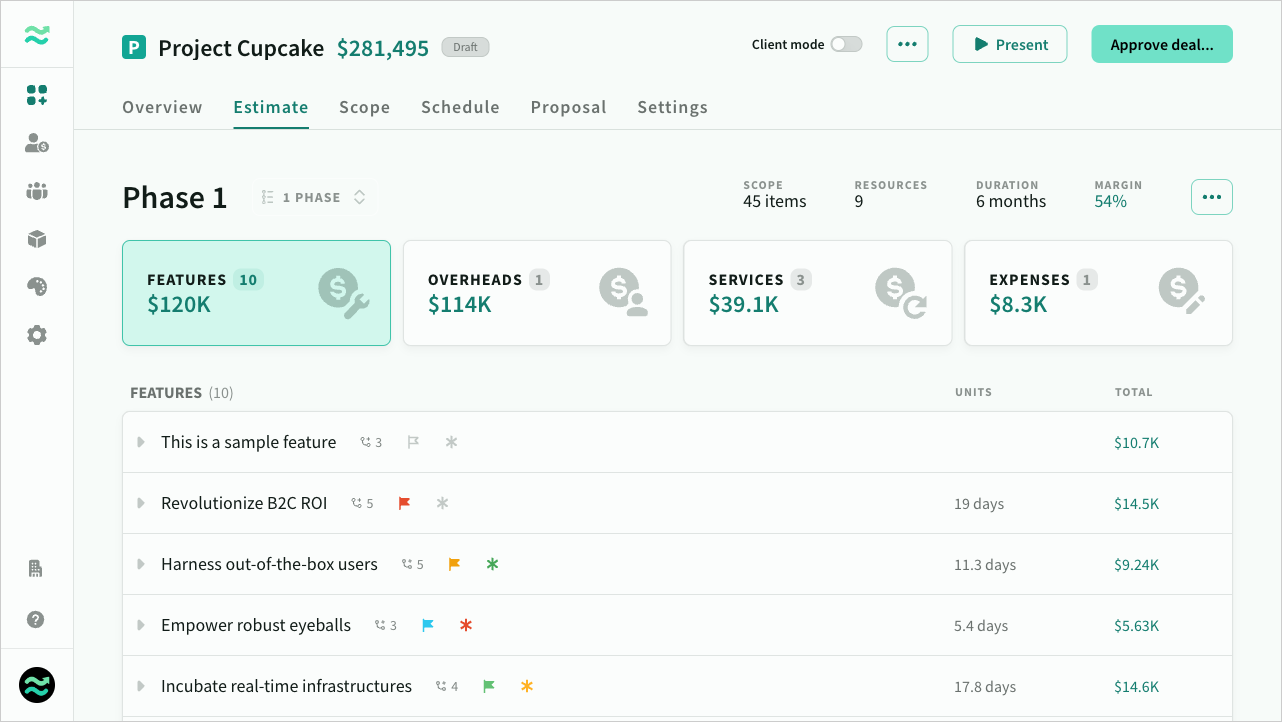 P Project Cupcake $281,495 Draft
Client mode
Present
Approve deal...
Overview Estimate Scope Schedule Proposal Settings
Phase 1
1 PHASE
SCOPE
45 items
RESOURCES
9
DURATION
6 months
MARGIN
54%
FEATURES 10
$120K
OVERHEADS 1
$114K
SERVICES 3
$39.1K
EXPENSES 1
$8.3K
FEATURES (10) UNITS TOTAL
This is a sample feature 3 $10.7K
Revolutionize B2C ROI 5 19 days $14.5K
Harness out-of-the-box users 5 11.3 days $9.24K
Empower robust eyeballs 3 5.4 days $5.63K
Incubate real-time infrastructures 4 17.8 days $14.6K